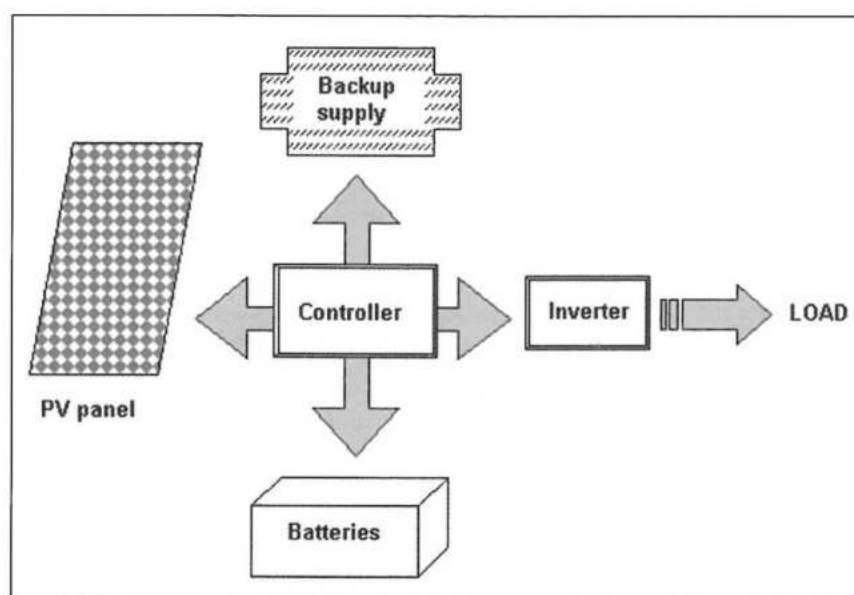 Backup
supply
Controller
Inverter
LOAD
PV panel
Batteries